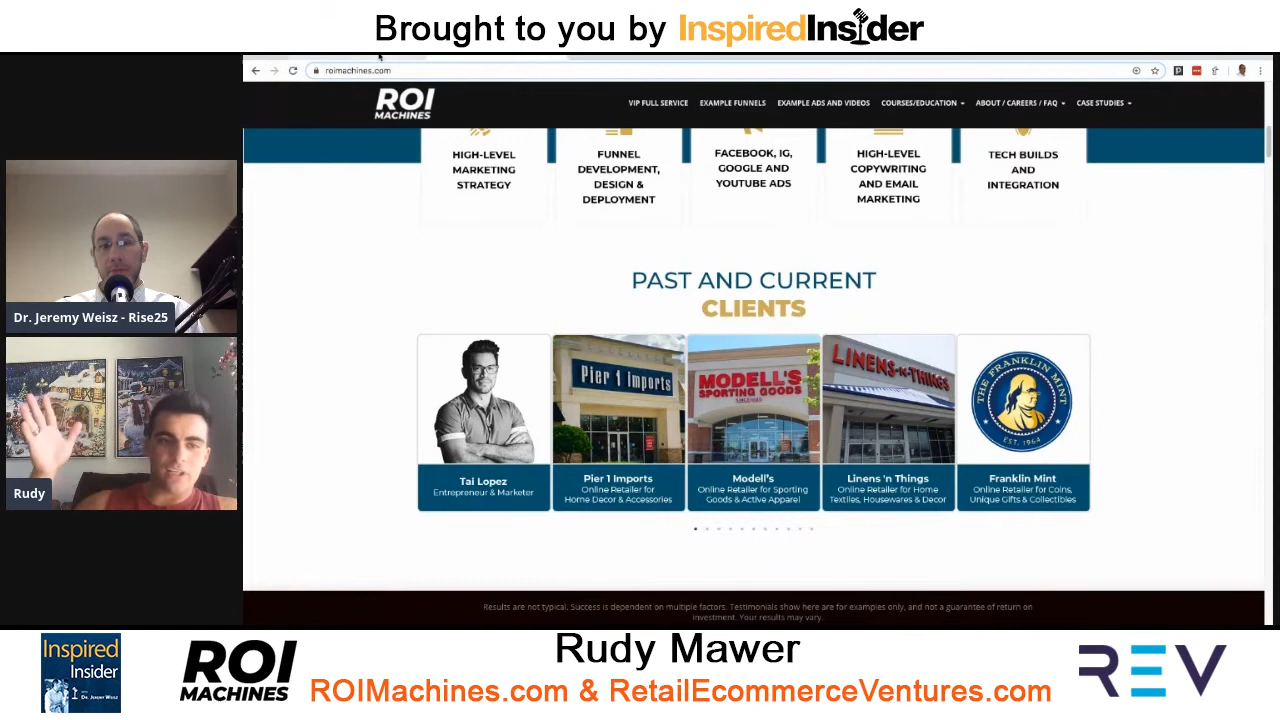 Brought to you by InspiredInsider
roimachines.com
ROI
MACHINES
VIP FULL SERVICE
EXAMPLE FUNNELS
EXAMPLE ADS AND VIDEOS
COURSES/EDUCATION
ABOUT / CAREERS / FAQ
CASE STUDIES
HIGH-LEVEL
MARKETING
STRATEGY
FUNNEL
DEVELOPMENT,
DESIGN &
DEPLOYMENT
FACEBOOK, IG,
GOOGLE AND
YOUTUBE ADS
HIGH-LEVEL
COPYWRITING
AND EMAIL
MARKETING
TECH BUILDS
AND
INTEGRATION
PAST AND CURRENT
CLIENTS
Pier 1 imports
MODELL'S
SPORTING GOODS
LINENS-N-THINGS
THE FRANKLIN MINT
EST. 1964
Tai Lopez
Entrepreneur & Marketer
Pier 1 Imports
Online Retailer for
Home Decor & Accessories
Modell's
Online Retailer for Sporting
Goods & Active Apparel
Linens 'n Things
Online Retailer for Home
Textiles, Housewares & Decor
Franklin Mint
Online Retailer for Coins,
Unique Gifts & Collectibles
Results are not typical. Success is dependent on multiple factors. Testimonials show here are for examples only, and not a guarantee of return on
investment. Your results may vary.
Dr. Jeremy Weisz - Rise25
Rudy
Inspired
Insider
ROI
MACHINES
Rudy Mawer
ROIMachines.com & RetailEcommerceVentures.com
REV